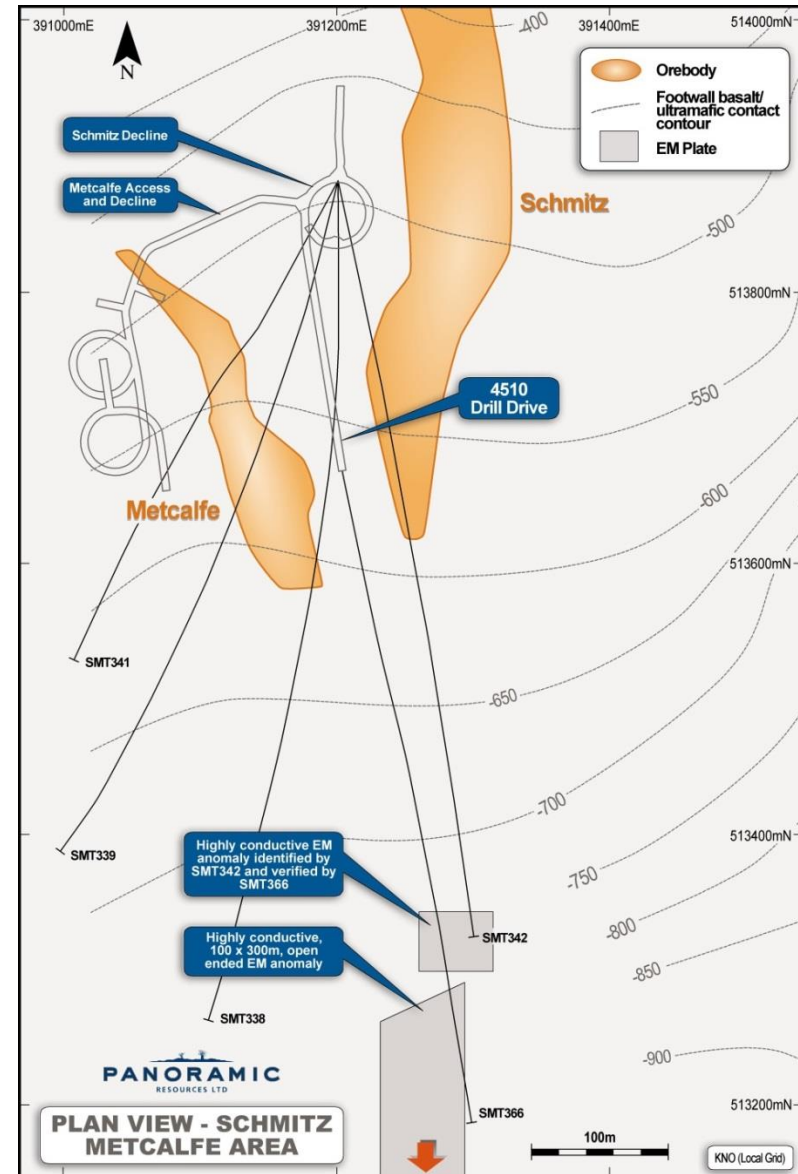 391000mE
391200mE
391400mE
514000mN
N
-400
Orebody
Footwall basalt/
ultramafic contact
contour
EM Plate
Schmitz Decline
Metcalfe Access
and Decline
Schmitz
-500
513800mN
-550
4510
Drill Drive
Metcalfe
-600
513600mN
SMT341
-650
-700
513400mN
SMT339
Highly conductive EM
anomaly identified by
SMT342 and verified by
SMT366
-750
-800
SMT342
Highly conductive,
100 x 300m, open
ended EM anomaly
-850
SMT338
-900
PANORAMIC
RESOURCES LTD
513200mN
SMT366
PLAN VIEW - SCHMITZ
METCALFE AREA
100m
KNO (Local Grid)